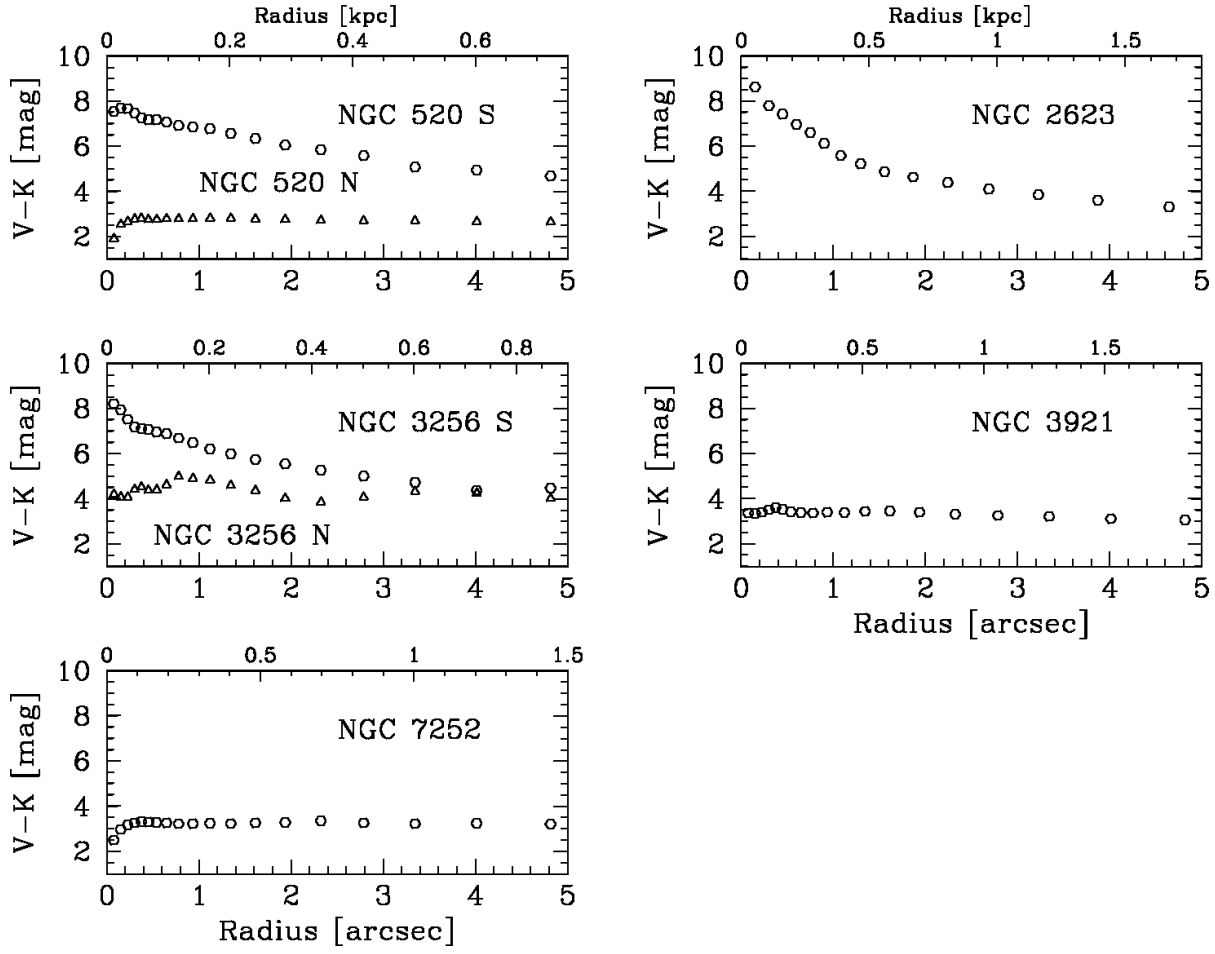 Radius [kpc]
0 0.2 0.4 0.6
10
8
6
4
2
V-K [mag]
NGC 520 S
NGC 520 N
0 1 2 3 4 5
Radius [kpc]
0 0.5 1 1.5
10
8
6
4
2
V-K [mag]
NGC 2623
0 1 2 3 4 5
0 0.2 0.4 0.6 0.8
10
8
6
4
2
V-K [mag]
NGC 3256 S
NGC 3256 N
0 1 2 3 4 5
0 0.5 1 1.5
10
8
6
4
2
V-K [mag]
NGC 3921
0 1 2 3 4 5
Radius [arcsec]
0 0.5 1 1.5
10
8
6
4
2
V-K [mag]
NGC 7252
0 1 2 3 4 5
Radius [arcsec]